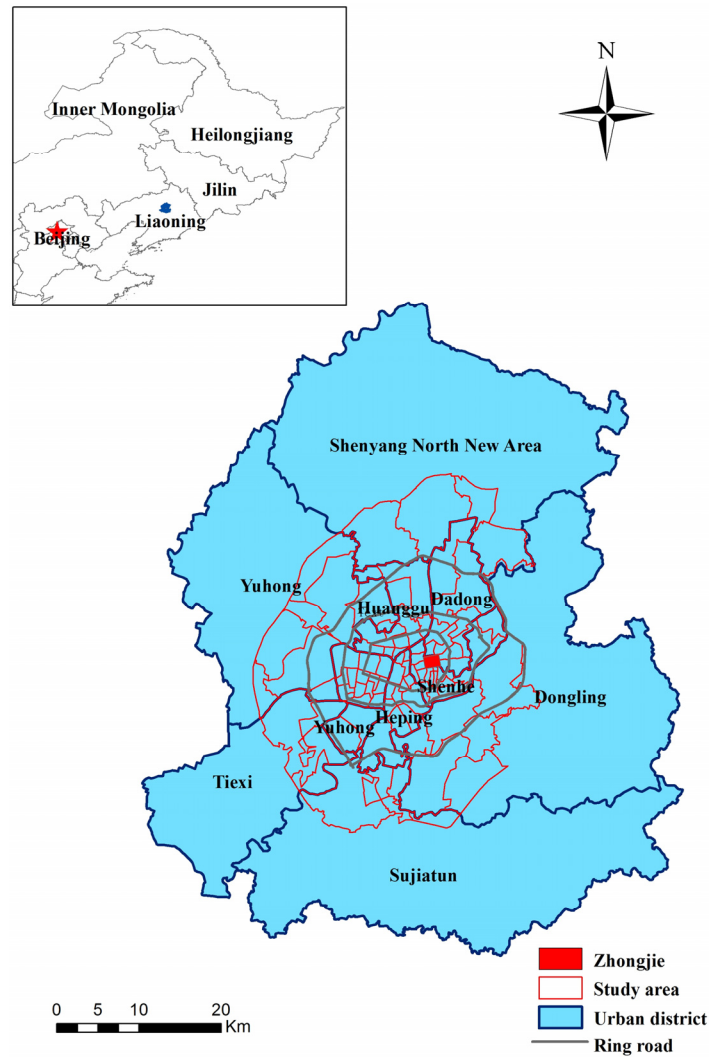 Inner Mongolia
Heilongjiang
Jilin
Liaoning
Beijing
N
Shenyang North New Area
Yuhong
Huanggu
Dadong
Shenhe
Dongling
Heping
Yuhong
Tiexi
Sujiatun
Zhongjie
Study area
Urban district
Ring road
0 5 10 20
Km